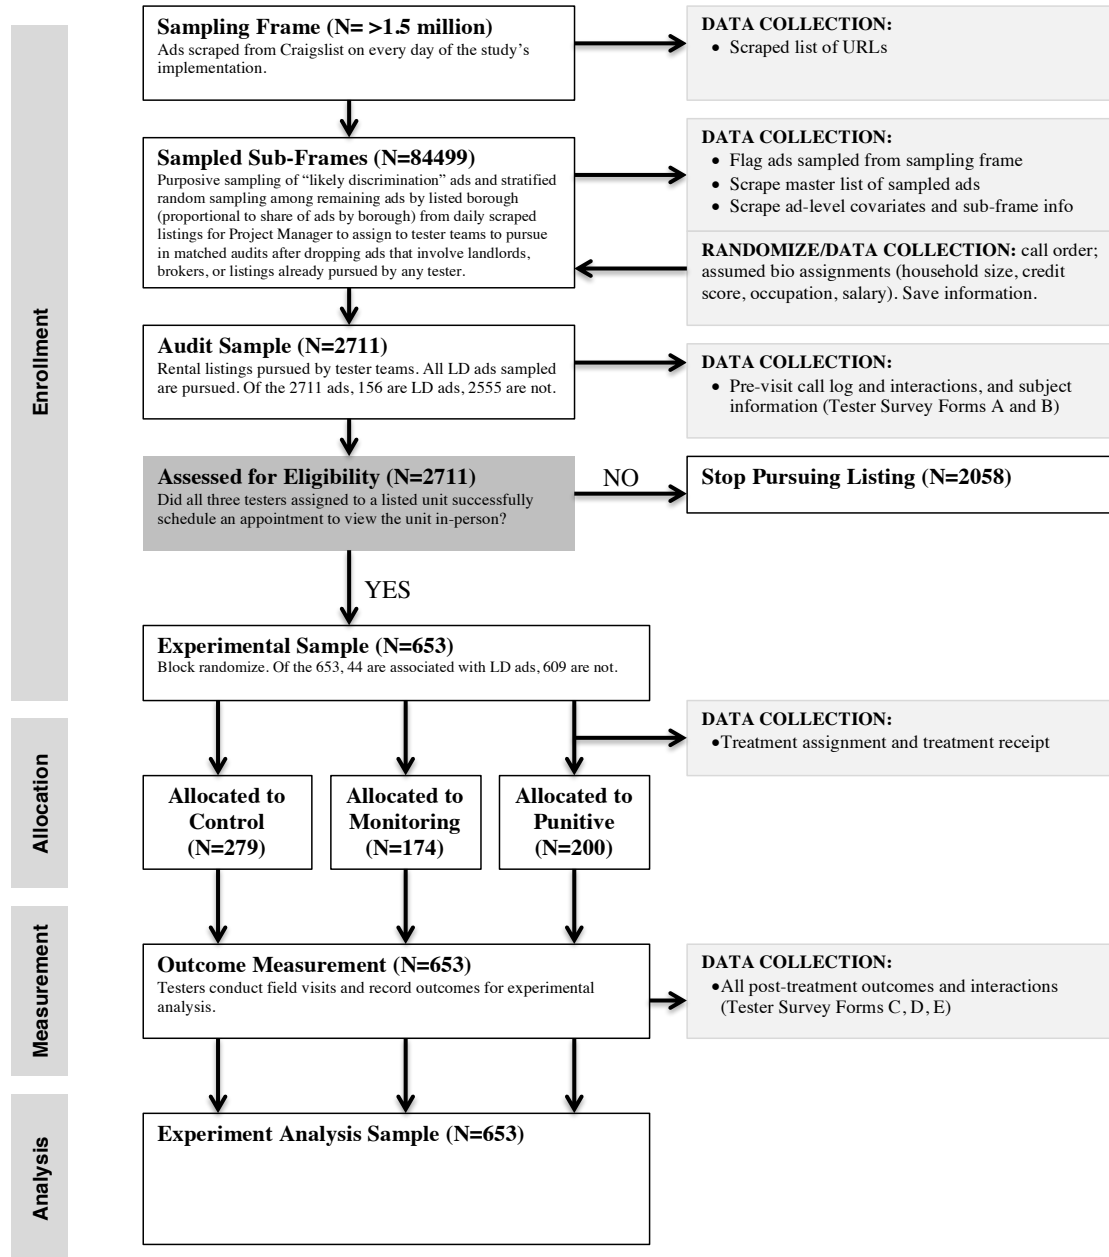 Sampling Frame (N= >1.5 million)
Ads scraped from Craigslist on every day of the study's
implementation.
DATA COLLECTION:
• Scraped list of URLs
Sampled Sub-Frames (N=84499)
Purposive sampling of “likely discrimination” ads and stratified
random sampling among remaining ads by listed borough
(proportional to share of ads by borough) from daily scraped
listings for Project Manager to assign to tester teams to pursue
in matched audits after dropping ads that involve landlords,
brokers, or listings already pursued by any tester.
DATA COLLECTION:
• Flag ads sampled from sampling frame
• Scrape master list of sampled ads
• Scrape ad-level covariates and sub-frame info
RANDOMIZE/DATA COLLECTION: call order;
assumed bio assignments (household size, credit
score, occupation, salary). Save information.
Enrollment
Audit Sample (N=2711)
Rental listings pursued by tester teams. All LD ads sampled
are pursued. Of the 2711 ads, 156 are LD ads, 2555 are not.
DATA COLLECTION:
• Pre-visit call log and interactions, and subject
information (Tester Survey Forms A and B)
Assessed for Eligibility (N=2711)
Did all three testers assigned to a listed unit successfully
schedule an appointment to view the unit in-person?
NO
Stop Pursuing Listing (N=2058)
YES
Experimental Sample (N=653)
Block randomize. Of the 653, 44 are associated with LD ads, 609 are not.
DATA COLLECTION:
•Treatment assignment and treatment receipt
Allocation
Allocated to
Control
(N=279)
Allocated to
Monitoring
(N=174)
Allocated to
Punitive
(N=200)
Measurement
Outcome Measurement (N=653)
Testers conduct field visits and record outcomes for experimental
analysis.
DATA COLLECTION:
•All post-treatment outcomes and interactions
(Tester Survey Forms C, D, E)
Analysis
Experiment Analysis Sample (N=653)